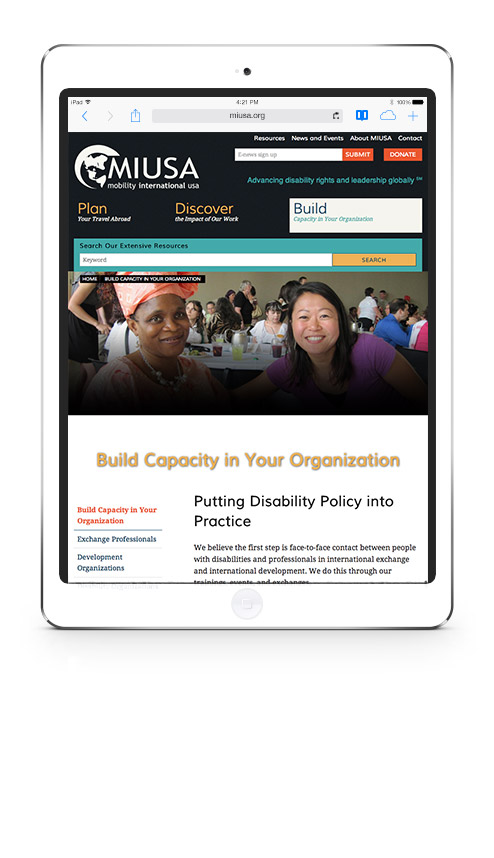 iPad
4:21 PM
100%
miusa.org
Resources News and Events About MIUSA Contact
E-news sign up
SUBMIT
DONATE
MIUSA
mobility international usa
Advancing disability rights and leadership globally SM
Plan
Your Travel Abroad
Discover
the Impact of Our Work
Build
Capacity in Your Organization
Search Our Extensive Resources
Keyword
SEARCH
HOME BUILD CAPACITY IN YOUR ORGANIZATION
Build Capacity in Your Organization
Build Capacity in Your
Organization
Exchange Professionals
Development
Organizations
Putting Disability Policy into
Practice
We believe the first step is face-to-face contact between people
with disabilities and professionals in international exchange
and international development. We do this through our
trainings, events, and exchanges.